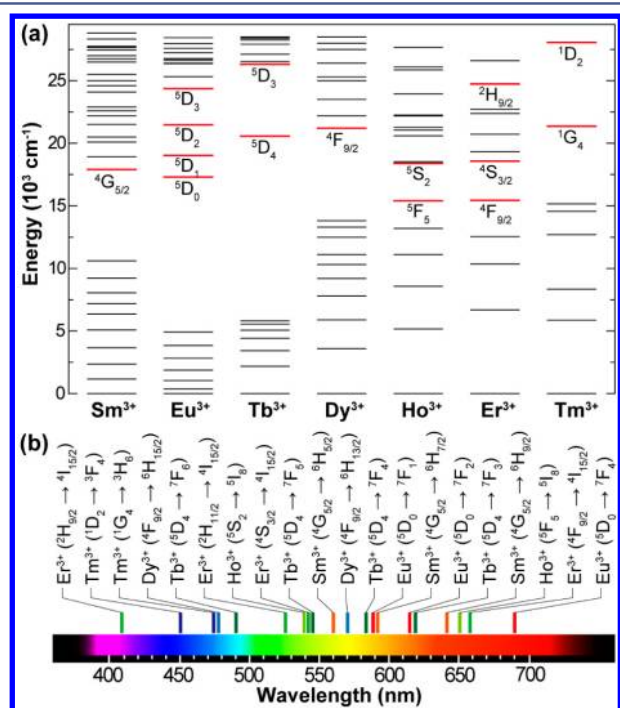 (a)
Energy (10³ cm⁻¹)
25
20
15
10
5
0
⁴G₅/₂
⁵D₃
⁵D₂
⁵D₁
⁵D₀
⁵D₃
⁵D₄
⁴F₉/₂
⁵S₂
⁵F₅
²H₉/₂
⁴S₃/₂
⁴F₉/₂
¹D₂
¹G₄
Sm³⁺ Eu³⁺ Tb³⁺ Dy³⁺ Ho³⁺ Er³⁺ Tm³⁺
(b)
Er³⁺ (²H₉/₂ → ⁴I₁₅/₂)
Tm³⁺ (¹D₂ → ³F₄)
Tm³⁺ (¹G₄ → ³H₆)
Dy³⁺ (⁴F₉/₂ → ⁶H₁₅/₂)
Tb³⁺ (⁵D₄ → ⁷F₆)
Er³⁺ (²H₁₁/₂ → ⁴I₁₅/₂)
Ho³⁺ (⁵S₂ → ⁵I₈)
Er³⁺ (⁴S₃/₂ → ⁴I₁₅/₂)
Tb³⁺ (⁵D₄ → ⁷F₅)
Sm³⁺ (⁴G₅/₂ → ⁶H₅/₂)
Dy³⁺ (⁴F₉/₂ → ⁶H₁₃/₂)
Tb³⁺ (⁵D₄ → ⁷F₄)
Eu³⁺ (⁵D₀ → ⁷F₁)
Sm³⁺ (⁴G₅/₂ → ⁶H₇/₂)
Eu³⁺ (⁵D₀ → ⁷F₂)
Tb³⁺ (⁵D₄ → ⁷F₃)
Sm³⁺ (⁴G₅/₂ → ⁶H₉/₂)
Ho³⁺ (⁵F₅ → ⁵I₈)
Er³⁺ (⁴F₉/₂ → ⁴I₁₅/₂)
Eu³⁺ (⁵D₀ → ⁷F₄)
400 450 500 550 600 650 700
Wavelength (nm)